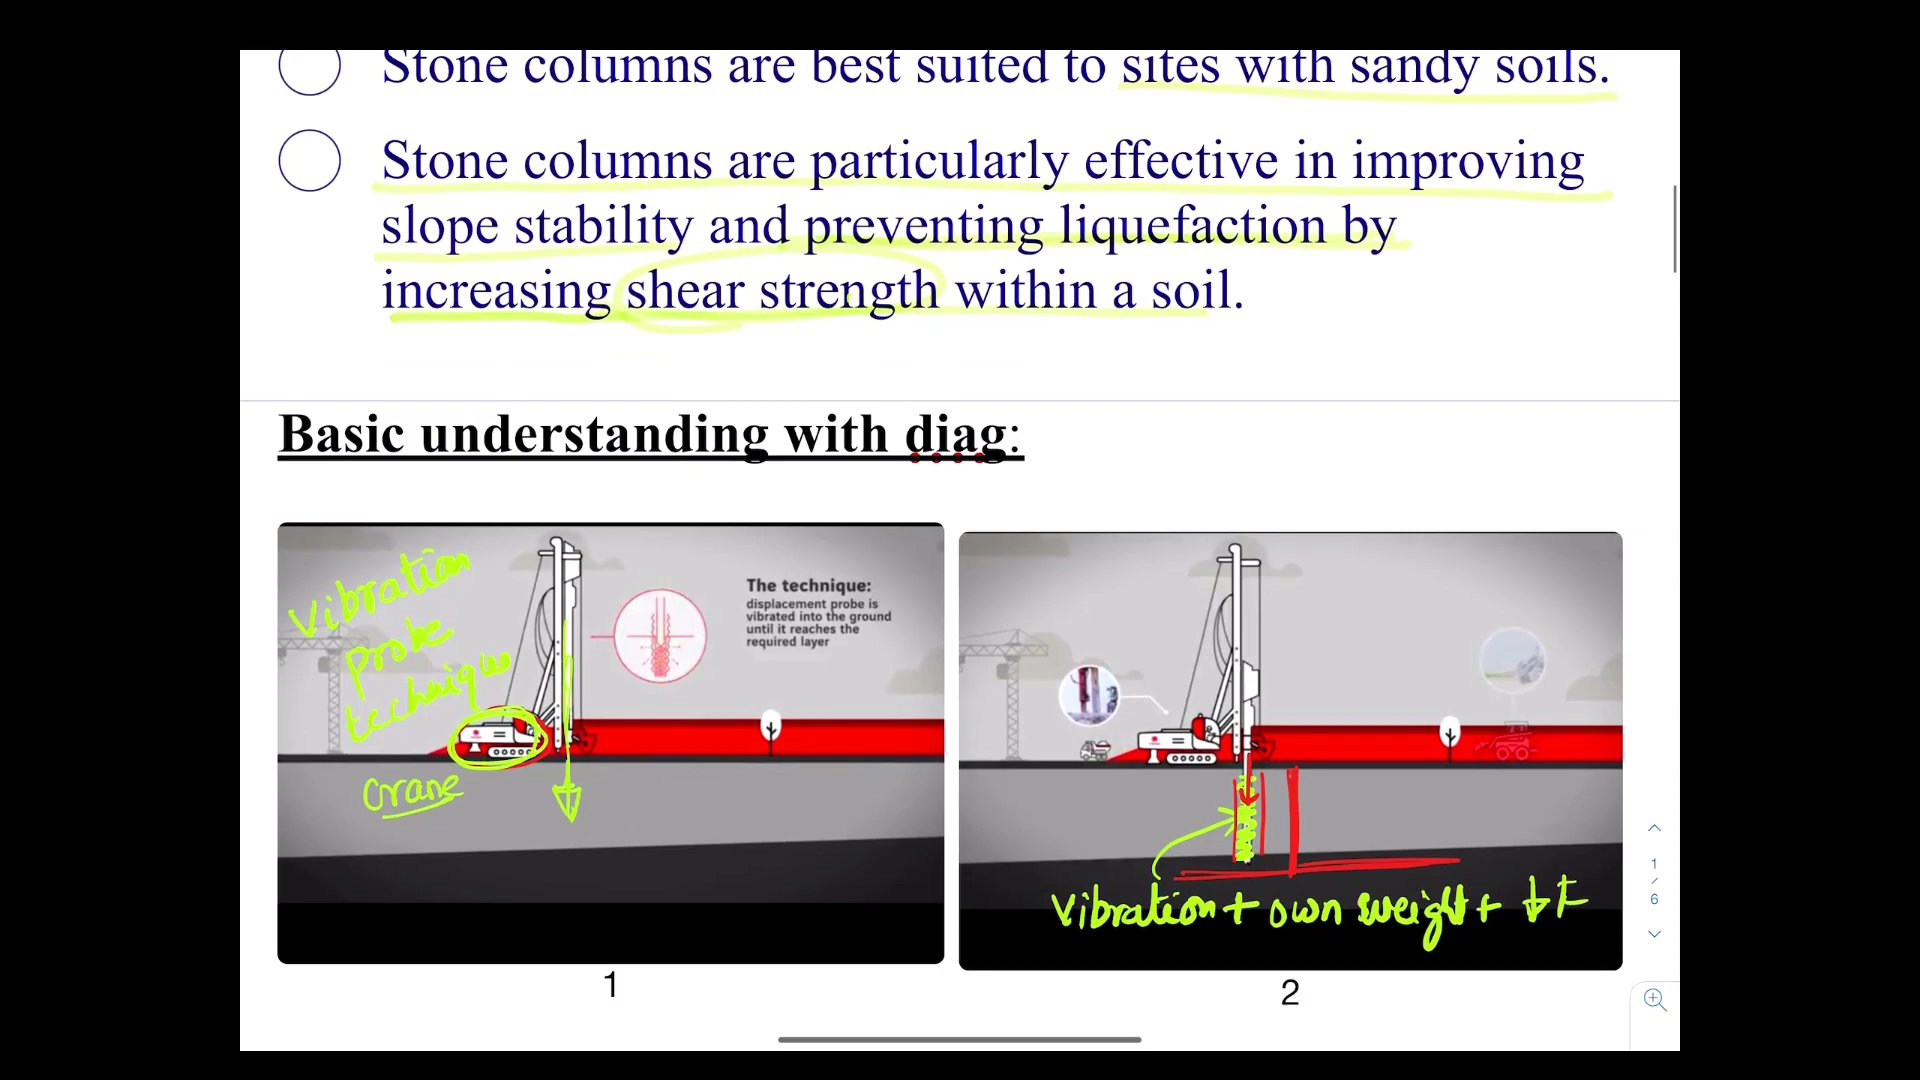 Stone columns are best suited to sites with sandy soils.
Stone columns are particularly effective in improving
slope stability and preventing liquefaction by
increasing shear strength within a soil.
Basic understanding with diag:
Vibration
probe
technique
crane
The technique:
displacement probe is
vibrated into the ground
until it reaches the
required layer
1
Vibration + own weight +
2
1
/
6